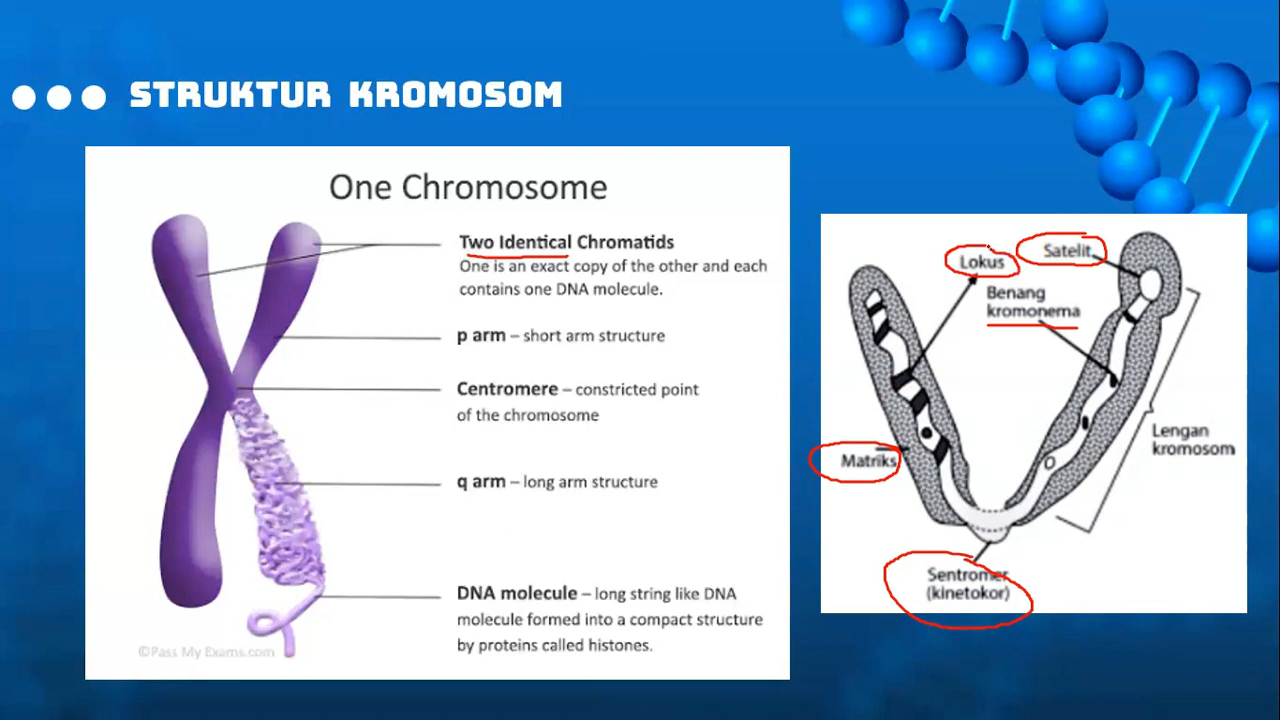 STRUKTUR KROMOSOM
One Chromosome
Two Identical Chromatids
One is an exact copy of the other and each
contains one DNA molecule.
p arm – short arm structure
Centromere – constricted point
of the chromosome
q arm – long arm structure
DNA molecule – long string like DNA
molecule formed into a compact structure
by proteins called histones.
©Pass My Exams.com
Lokus
Satelit
Benang
kromonema
Matriks
Lengan
kromosom
Sentromer
(kinetokor)